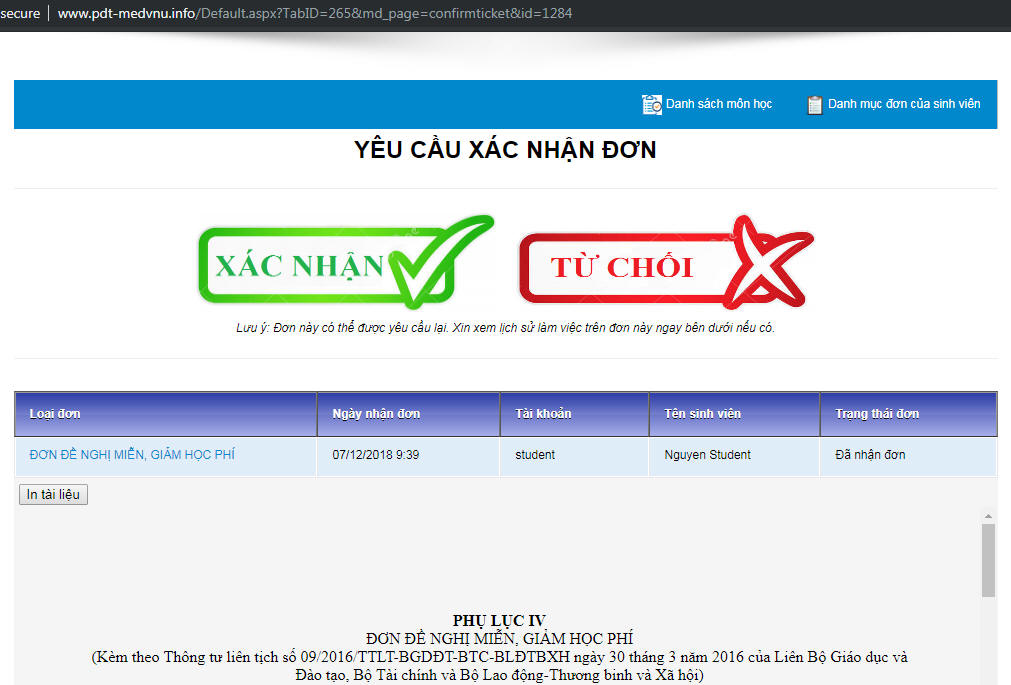 secure | www.pdt-medvnu.info/Default.aspx?TabID=265&md_page=confirmticket&id=1284
Danh sách môn học Danh mục đơn của sinh viên
YÊU CẦU XÁC NHẬN ĐƠN
XÁC NHẬN TỪ CHỐI
Lưu ý: Đơn này có thể được yêu cầu lại. Xin xem lịch sử làm việc trên đơn này ngay bên dưới nếu có.
Loại đơn Ngày nhận đơn Tài khoản Tên sinh viên Trạng thái đơn
ĐƠN ĐỀ NGHỊ MIỄN, GIẢM HỌC PHÍ 07/12/2018 9:39 student Nguyen Student Đã nhận đơn
In tài liệu
PHỤ LỤC IV
ĐƠN ĐỀ NGHỊ MIỄN, GIẢM HỌC PHÍ
(Kèm theo Thông tư liên tịch số 09/2016/TTLT-BGDĐT-BTC-BLĐTBXH ngày 30 tháng 3 năm 2016 của Liên Bộ Giáo dục và
Đào tạo, Bộ Tài chính và Bộ Lao động-Thương binh và Xã hội)